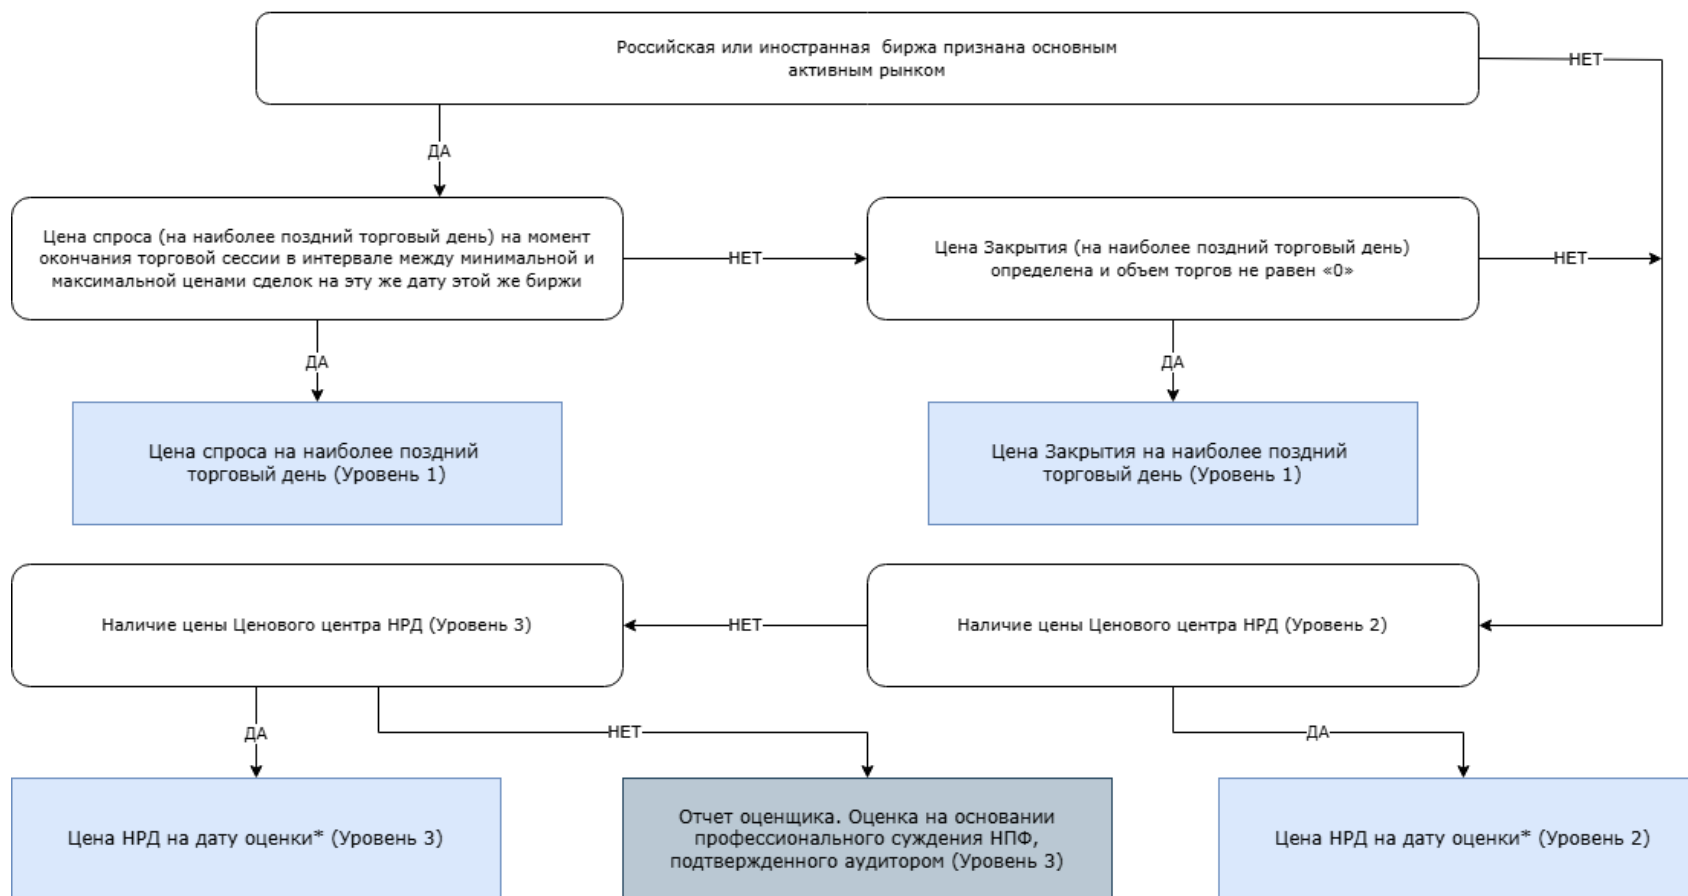 Российская или иностранная биржа признана основным
активным рынком
НЕТ
ДА
Цена спроса (на наиболее поздний торговый день) на момент
окончания торговой сессии в интервале между минимальной и
максимальной ценами сделок на эту же дату этой же биржи
НЕТ
Цена Закрытия (на наиболее поздний торговый день)
определена и объем торгов не равен «0»
НЕТ
ДА
ДА
Цена спроса на наиболее поздний
торговый день (Уровень 1)
Цена Закрытия на наиболее поздний
торговый день (Уровень 1)
Наличие цены Ценового центра НРД (Уровень 3)
НЕТ
Наличие цены Ценового центра НРД (Уровень 2)
ДА
НЕТ
ДА
Цена НРД на дату оценки* (Уровень 3)
Отчет оценщика. Оценка на основании
профессионального суждения НПФ,
подтвержденного аудитором (Уровень 3)
Цена НРД на дату оценки* (Уровень 2)